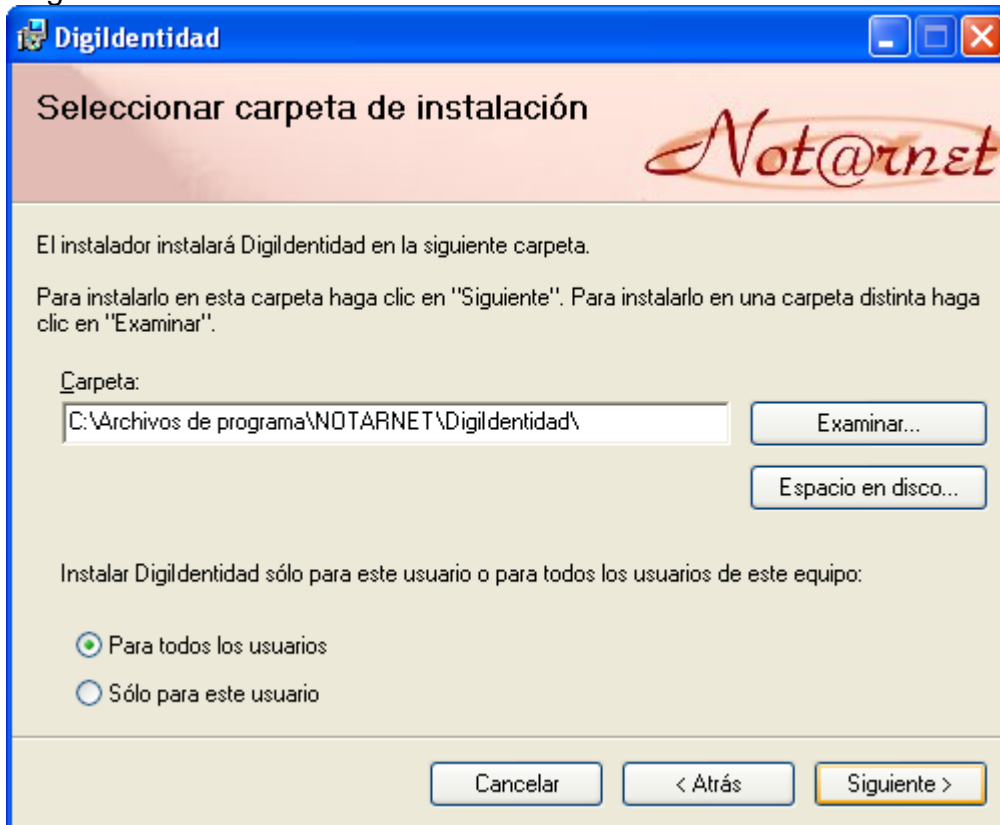 DigiIdentidad
Seleccionar carpeta de instalación
Not@rnet
El instalador instalará DigiIdentidad en la siguiente carpeta.
Para instalarlo en esta carpeta haga clic en "Siguiente". Para instalarlo en una carpeta distinta haga
clic en "Examinar".
Carpeta:
C:\Archivos de programa\NOTARNET\DigiIdentidad\
Examinar...
Espacio en disco...
Instalar DigiIdentidad sólo para este usuario o para todos los usuarios de este equipo:
Para todos los usuarios
Sólo para este usuario
Cancelar
< Atrás
Siguiente >